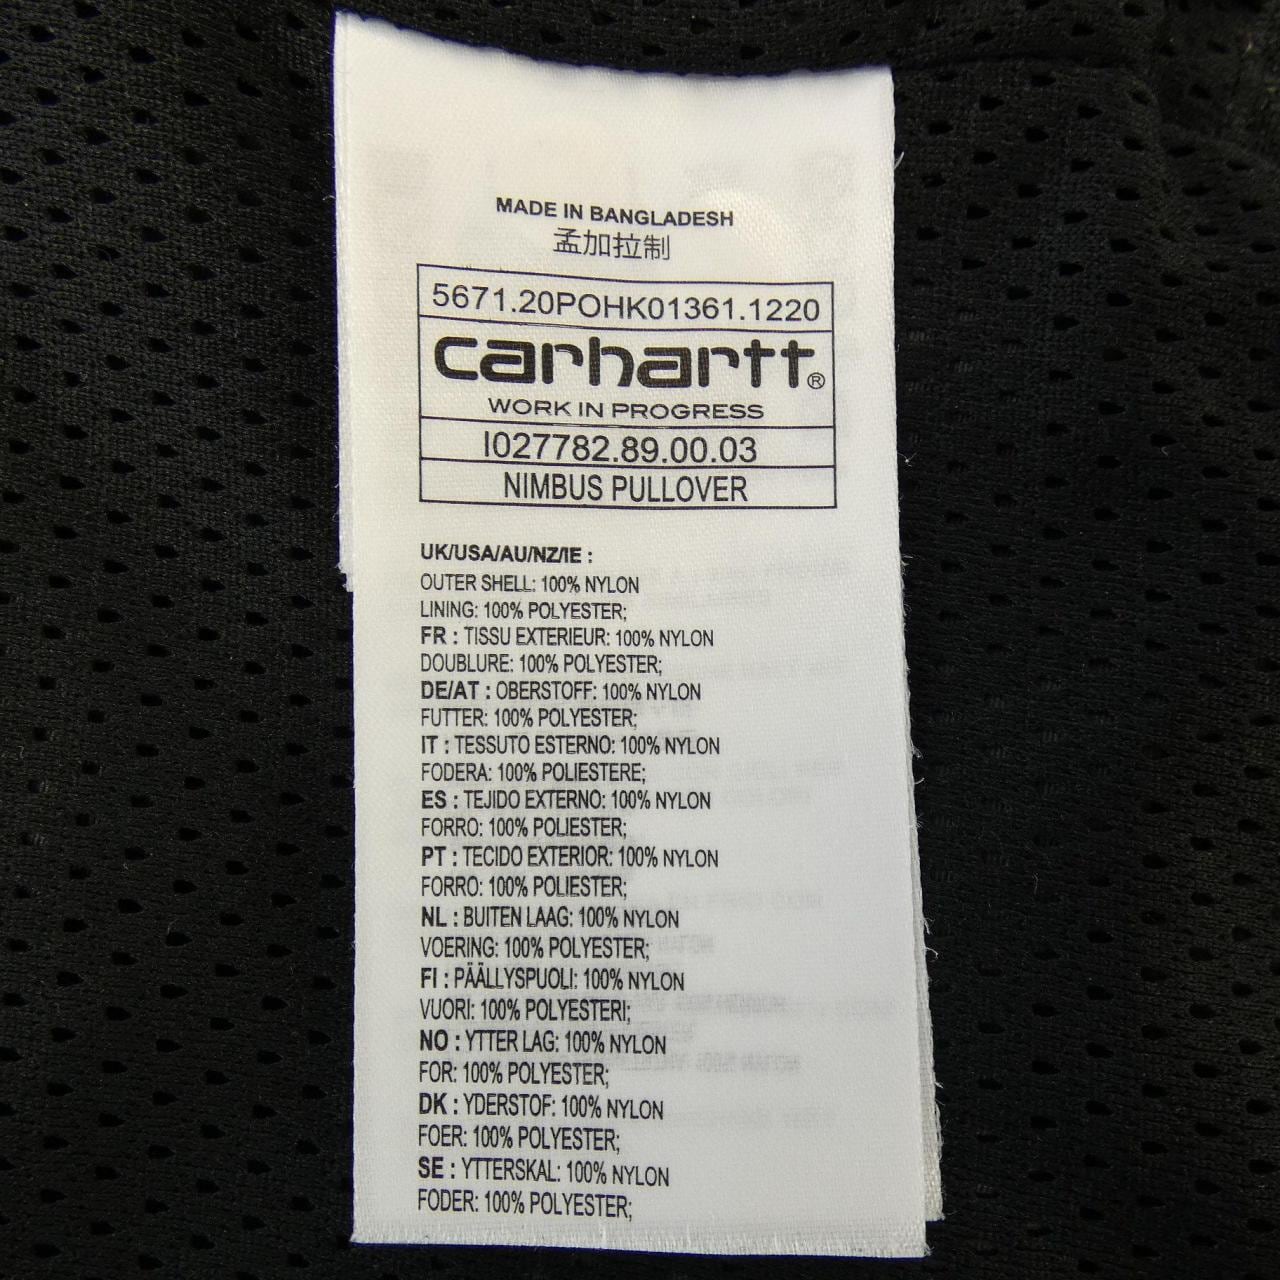 MADE IN BANGLADESH
孟加拉制
5671.20POHK01361.1220
carhartt®
WORK IN PROGRESS
I027782.89.00.03
NIMBUS PULLOVER
UK/USA/AU/NZ/IE :
OUTER SHELL: 100% NYLON
LINING: 100% POLYESTER;
FR : TISSU EXTERIEUR: 100% NYLON
DOUBLURE: 100% POLYESTER;
DE/AT : OBERSTOFF: 100% NYLON
FUTTER: 100% POLYESTER;
IT : TESSUTO ESTERNO: 100% NYLON
FODERA: 100% POLIESTERE;
ES : TEJIDO EXTERNO: 100% NYLON
FORRO: 100% POLIESTER;
PT : TECIDO EXTERIOR: 100% NYLON
FORRO: 100% POLIESTER;
NL : BUITEN LAAG: 100% NYLON
VOERING: 100% POLYESTER;
FI : PÄÄLLYSPUOLI: 100% NYLON
VUORI: 100% POLYESTERI;
NO : YTTER LAG: 100% NYLON
FOR: 100% POLYESTER;
DK : YDERSTOF: 100% NYLON
FOER: 100% POLYESTER;
SE : YTTERSKAL: 100% NYLON
FODER: 100% POLYESTER;